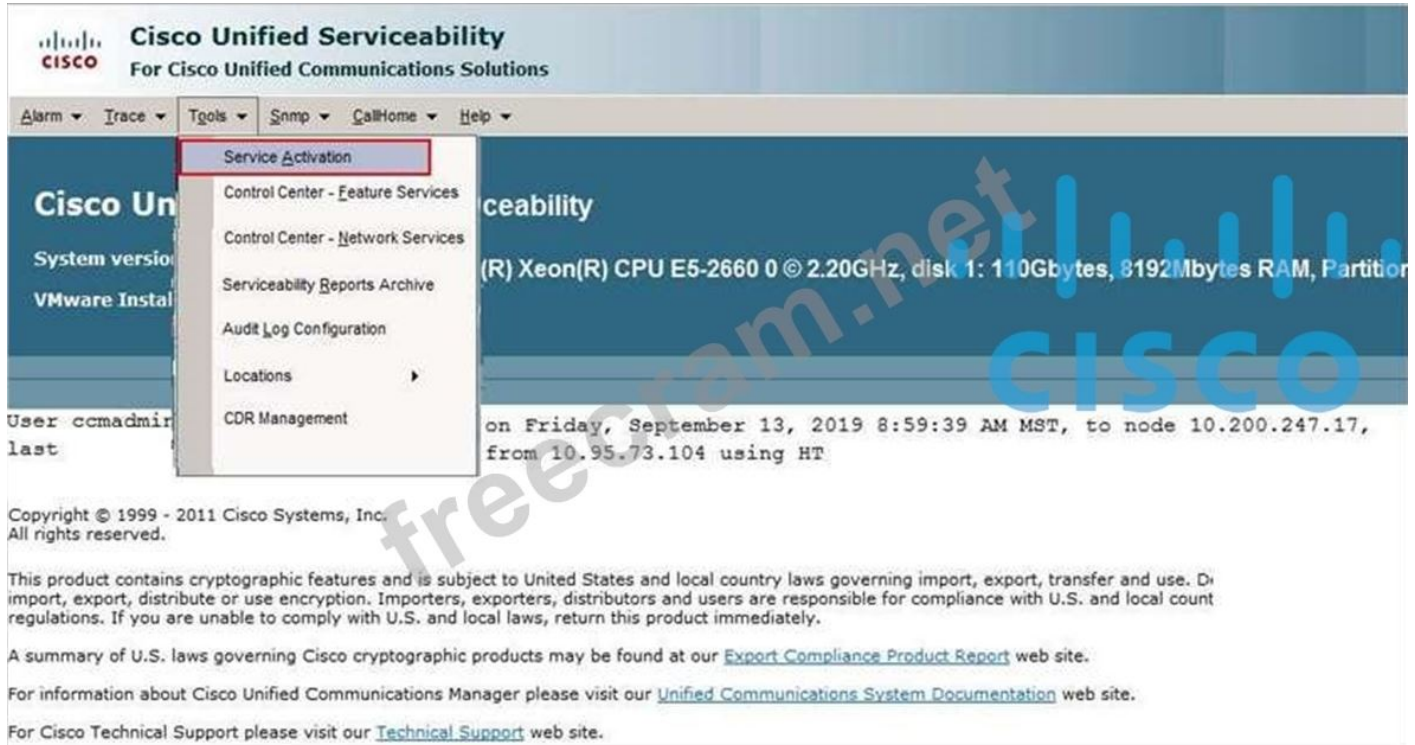 CISCO
Cisco Unified Serviceability
For Cisco Unified Communications Solutions
Alarm Trace Tools Snmp CallHome Help
Service Activation
Control Center - Feature Services
Control Center - Network Services
Serviceability Reports Archive
Audit Log Configuration
Locations
CDR Management
Cisco Un ceability
System versio (R) Xeon(R) CPU E5-2660 0 © 2.20GHz, disk 1: 110Gbytes, 8192Mbytes RAM, Partition
VMware Instal
CISCO
freecram.net
User ccmadmin on Friday, September 13, 2019 8:59:39 AM MST, to node 10.200.247.17,
last from 10.95.73.104 using HT
Copyright © 1999 - 2011 Cisco Systems, Inc.
All rights reserved.
This product contains cryptographic features and is subject to United States and local country laws governing import, export, transfer and use.
import, export, distribute or use encryption. Importers, exporters, distributors and users are responsible for compliance with U.S. and local count
regulations. If you are unable to comply with U.S. and local laws, return this product immediately.
A summary of U.S. laws governing Cisco cryptographic products may be found at our Export Compliance Product Report web site.
For information about Cisco Unified Communications Manager please visit our Unified Communications System Documentation web site.
For Cisco Technical Support please visit our Technical Support web site.